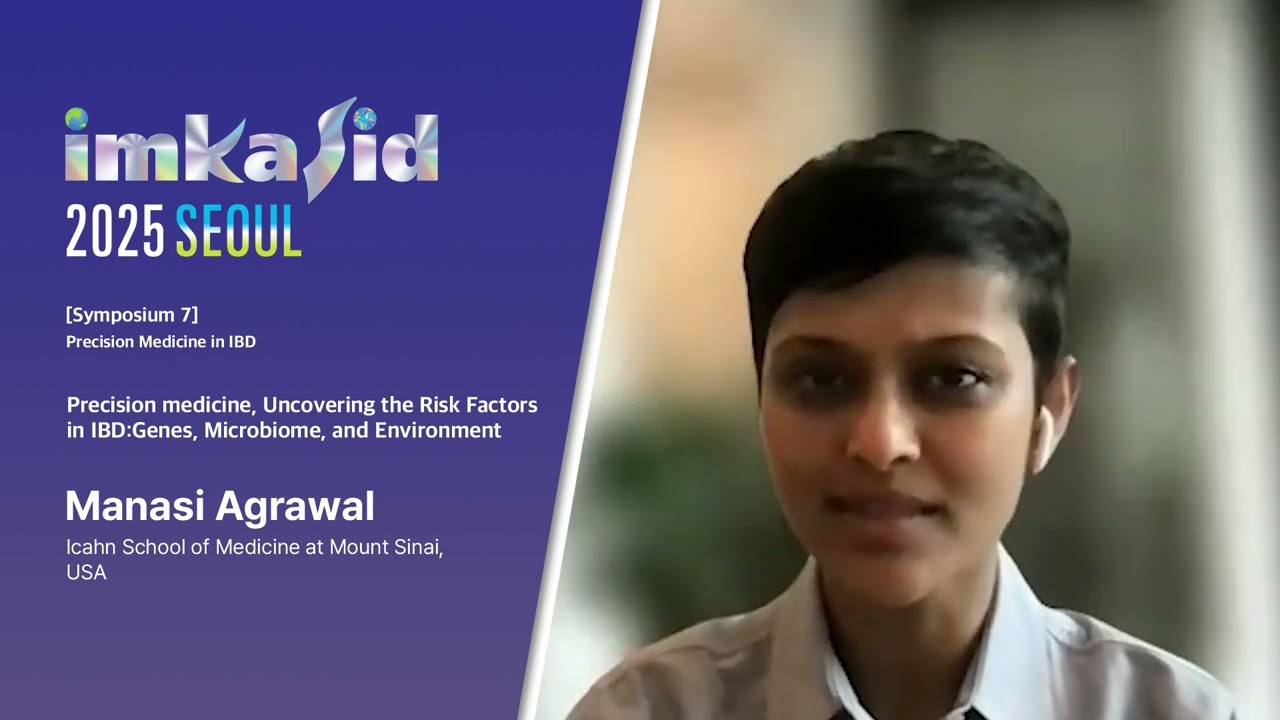 imkasid
2025 SEOUL
[Symposium 7]
Precision Medicine in IBD
Precision medicine, Uncovering the Risk Factors
in IBD:Genes, Microbiome, and Environment
Manasi Agrawal
Icahn School of Medicine at Mount Sinai,
USA